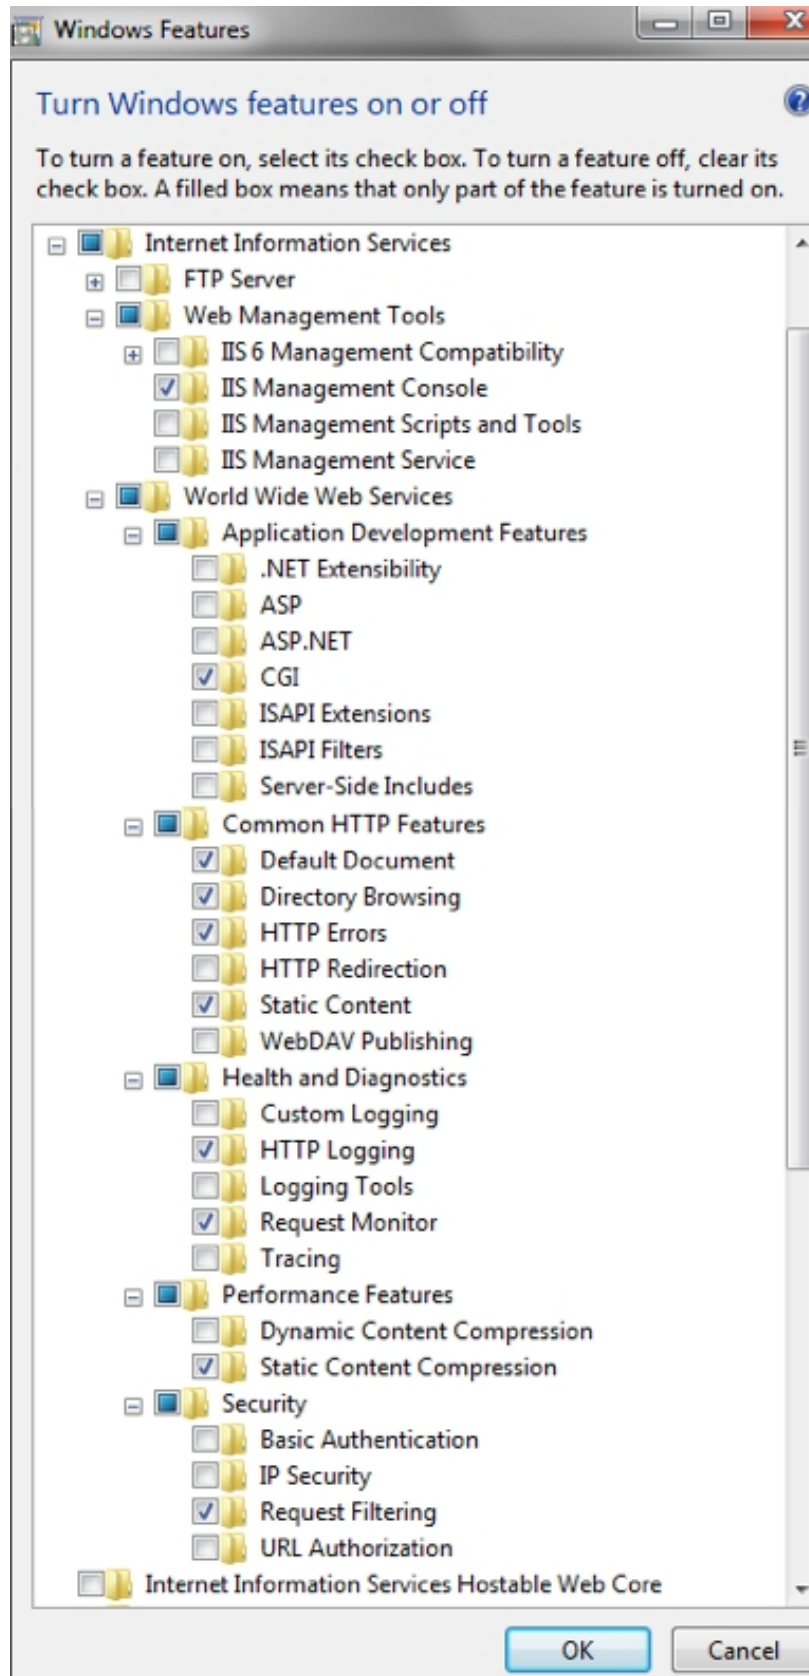 Windows Features
Turn Windows features on or off
To turn a feature on, select its check box. To turn a feature off, clear its
check box. A filled box means that only part of the feature is turned on.
Internet Information Services
FTP Server
Web Management Tools
IIS 6 Management Compatibility
IIS Management Console
IIS Management Scripts and Tools
IIS Management Service
World Wide Web Services
Application Development Features
.NET Extensibility
ASP
ASP.NET
CGI
ISAPI Extensions
ISAPI Filters
Server-Side Includes
Common HTTP Features
Default Document
Directory Browsing
HTTP Errors
HTTP Redirection
Static Content
WebDAV Publishing
Health and Diagnostics
Custom Logging
HTTP Logging
Logging Tools
Request Monitor
Tracing
Performance Features
Dynamic Content Compression
Static Content Compression
Security
Basic Authentication
IP Security
Request Filtering
URL Authorization
Internet Information Services Hostable Web Core
OK Cancel